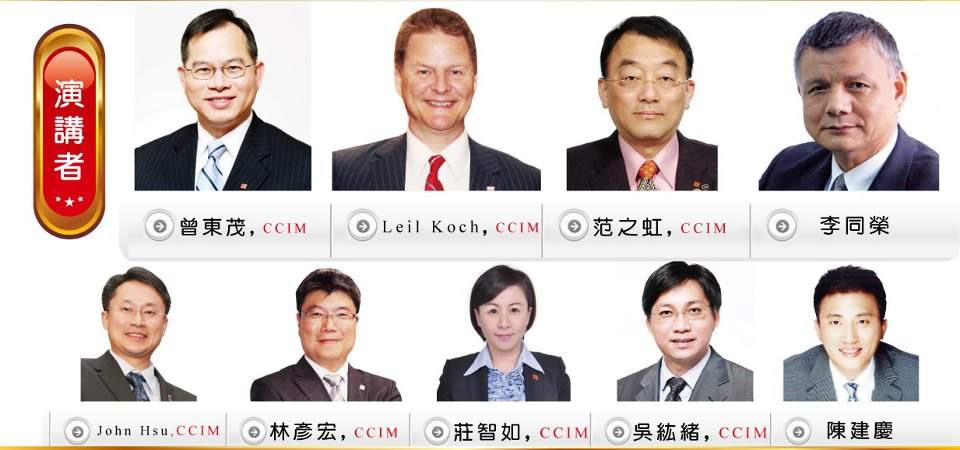 演講者
曾東茂, CCIM
Leil Koch, CCIM
范之虹, CCIM
李同榮
John Hsu,CCIM
林彥宏, CCIM
莊智如, CCIM
吳紘緒, CCIM
陳建慶